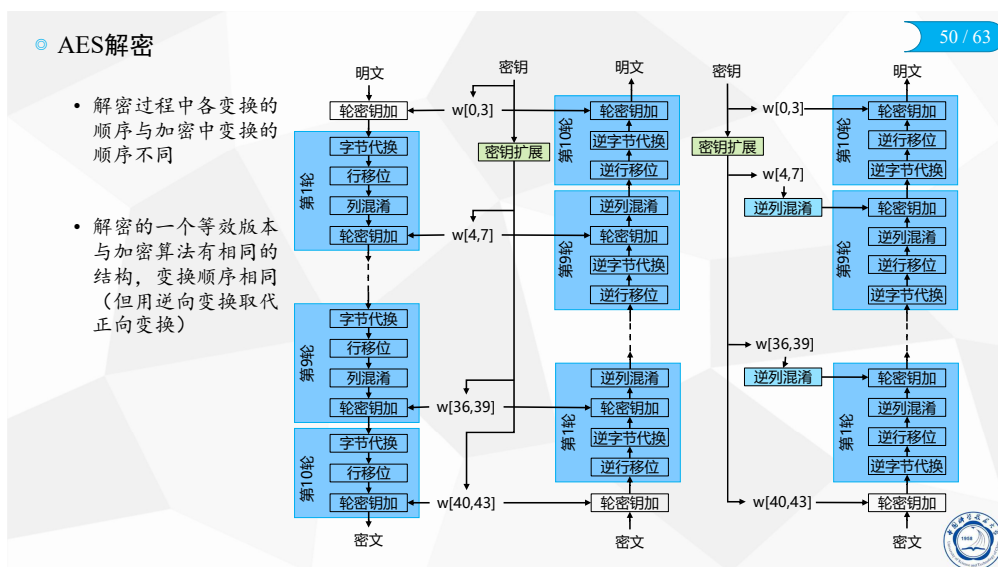 AES解密
50 / 63
• 解密过程中各变换的
顺序与加密中变换的
顺序不同
• 解密的一个等效版本
与加密算法有相同的
结构，变换顺序相同
（但用逆向变换取代
正向变换）
明文
轮密钥加
第1轮
字节代换
行移位
列混淆
轮密钥加
第9轮
字节代换
行移位
列混淆
轮密钥加
第10轮
字节代换
行移位
轮密钥加
密文
密钥
w[0,3]
密钥扩展
w[4,7]
w[36,39]
w[40,43]
明文
第10轮
轮密钥加
逆字节代换
逆行移位
第9轮
逆列混淆
轮密钥加
逆字节代换
逆行移位
第1轮
逆列混淆
轮密钥加
逆字节代换
逆行移位
轮密钥加
密文
密钥
w[0,3]
密钥扩展
w[4,7]
逆列混淆
w[36,39]
逆列混淆
w[40,43]
明文
第10轮
轮密钥加
逆行移位
逆字节代换
第9轮
轮密钥加
逆列混淆
逆行移位
逆字节代换
第1轮
轮密钥加
逆列混淆
逆行移位
逆字节代换
轮密钥加
密文
1958